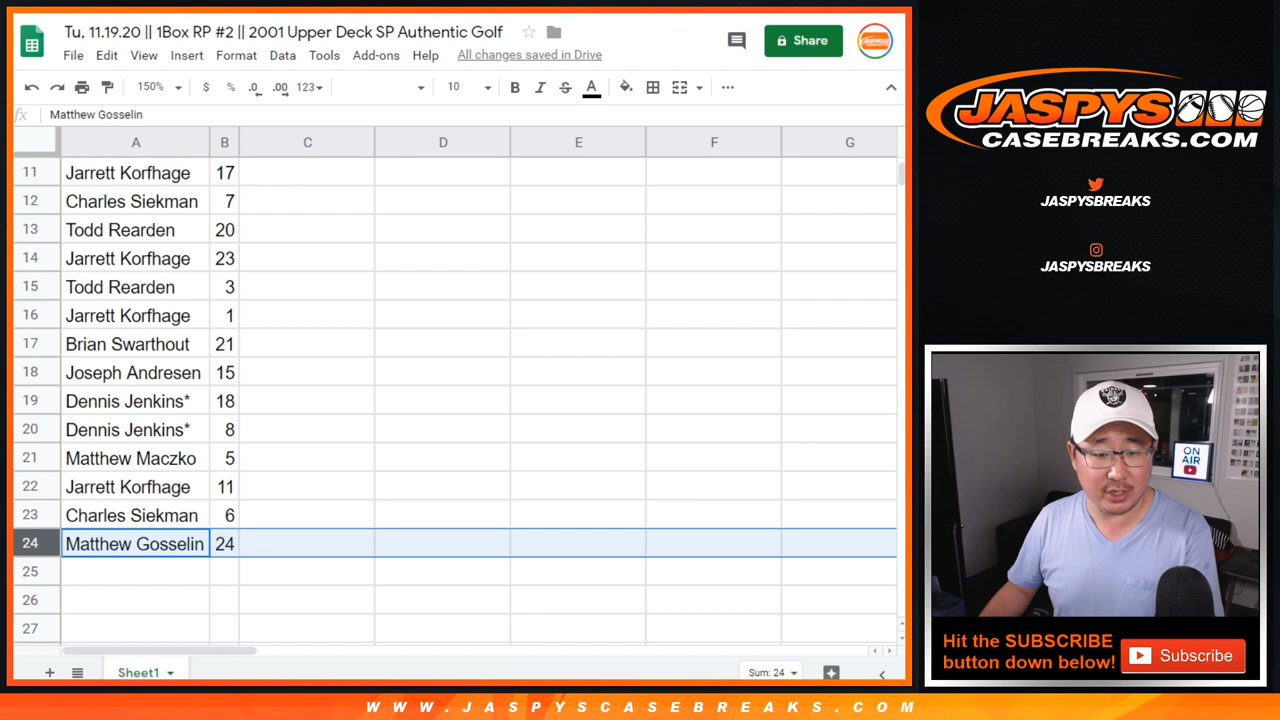 Tu, 11.19.20 || 1Box RP #2 || 2001 Upper Deck SP Authentic Golf
File Edit View Insert Format Data Tools Add-ons Help All changes saved in Drive
Share
150% $ % .0 .00 123 10 B I S A
fx Matthew Gosselin
A B C D E F G
11 Jarrett Korfhage 17
12 Charles Siekman 7
13 Todd Rearden 20
14 Jarrett Korfhage 23
15 Todd Rearden 3
16 Jarrett Korfhage 1
17 Brian Swarthout 21
18 Joseph Andresen 15
19 Dennis Jenkins* 18
20 Dennis Jenkins* 8
21 Matthew Maczko 5
22 Jarrett Korfhage 11
23 Charles Siekman 6
24 Matthew Gosselin 24
25
26
27
Sheet1
Sum: 24
JASPYS
CASEBREAKS.COM
JASPYSBREAKS
JASPYSBREAKS
ON
AIR
Hit the SUBSCRIBE
button down below!
Subscribe
WWW.JASPYSCASEBREAKS.COM